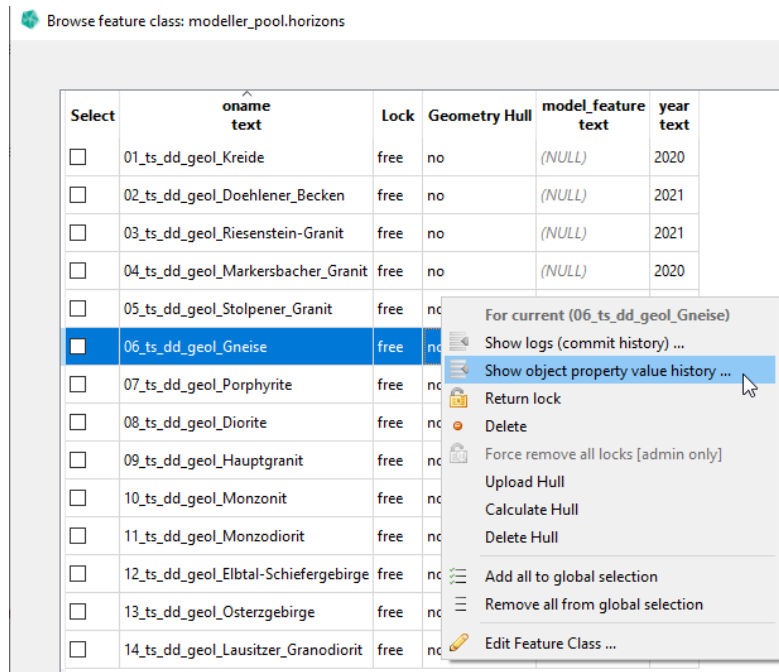 Browse feature class: modeller_pool.horizons
Select oname text Lock Geometry Hull model_feature text year text
01_ts_dd_geol_Kreide free no (NULL) 2020
02_ts_dd_geol_Doehlener_Becken free no (NULL) 2021
03_ts_dd_geol_Riesenstein-Granit free no (NULL) 2021
04_ts_dd_geol_Markersbacher_Granit free no (NULL) 2020
05_ts_dd_geol_Stolpener_Granit free
06_ts_dd_geol_Gneise free
07_ts_dd_geol_Porphyrite free
08_ts_dd_geol_Diorite free
09_ts_dd_geol_Hauptgranit free
10_ts_dd_geol_Monzonit free
11_ts_dd_geol_Monzodiorit free
12_ts_dd_geol_Elbtal-Schiefergebirge free
13_ts_dd_geol_Osterzgebirge free
14_ts_dd_geol_Lausitzer_Granodiorit free
For current (06_ts_dd_geol_Gneise)
Show logs (commit history) ...
Show object property value history ...
Return lock
Delete
Force remove all locks [admin only]
Upload Hull
Calculate Hull
Delete Hull
Add all to global selection
Remove all from global selection
Edit Feature Class ...